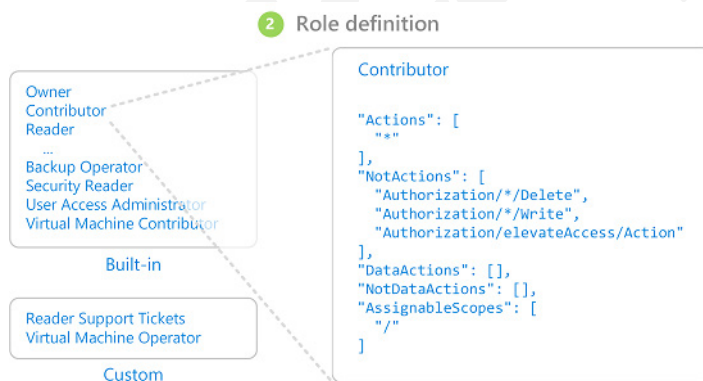 2 Role definition
Owner
Contributor
Reader
...
Backup Operator
Security Reader
User Access Administrator
Virtual Machine Contributor
Built-in
Reader Support Tickets
Virtual Machine Operator
Custom
Contributor
"Actions": [
"*"
],
"NotActions": [
"Authorization/*/Delete",
"Authorization/*/Write",
"Authorization/elevateAccess/Action"
],
"DataActions": [],
"NotDataActions": [],
"AssignableScopes": [
"/"
]